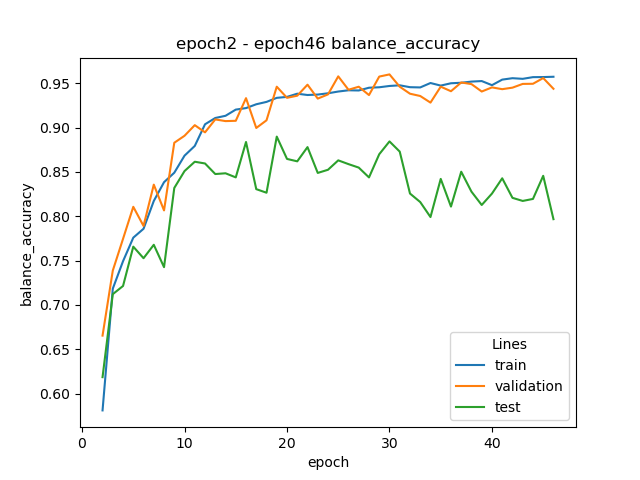 epoch2 - epoch46 balance_accuracy
0.95
0.90
0.85
0.80
0.75
0.70
0.65
0.60
balance_accuracy
Lines
train
validation
test
0
10
20
30
40
epoch